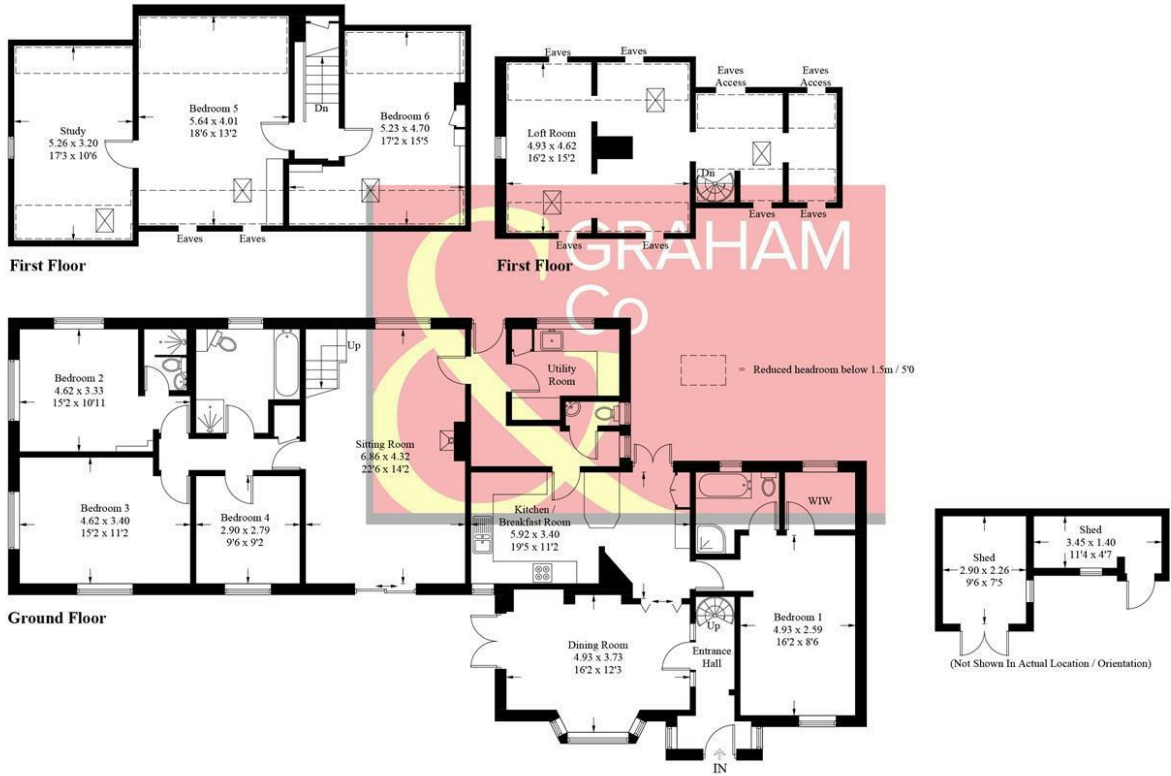 Study
5.26 x 3.20
17'3 x 10'6
Bedroom 5
5.64 x 4.01
18'6 x 13'2
Dn
Bedroom 6
5.23 x 4.70
17'2 x 15'5
Eaves
Eaves
First Floor
Eaves
Eaves
Eaves
Access
Eaves
Access
Loft Room
4.93 x 4.62
16'2 x 15'2
Dn
Eaves
Eaves
Eaves
Eaves
First Floor
& GRAHAM
Co
= Reduced headroom below 1.5m / 5'0
Bedroom 2
4.62 x 3.33
15'2 x 10'11
Up
Utility
Room
Sitting Room
6.86 x 4.32
22'6 x 14'2
Bedroom 3
4.62 x 3.40
15'2 x 11'2
Bedroom 4
2.90 x 2.79
9'6 x 9'2
Kitchen /
Breakfast Room
5.92 x 3.40
19'5 x 11'2
WIW
Ground Floor
Dining Room
4.93 x 3.73
16'2 x 12'3
Up
Entrance
Hall
Bedroom 1
4.93 x 2.59
16'2 x 8'6
IN
Shed
2.90 x 2.26
9'6 x 7'5
Shed
3.45 x 1.40
11'4 x 4'7
(Not Shown In Actual Location / Orientation)